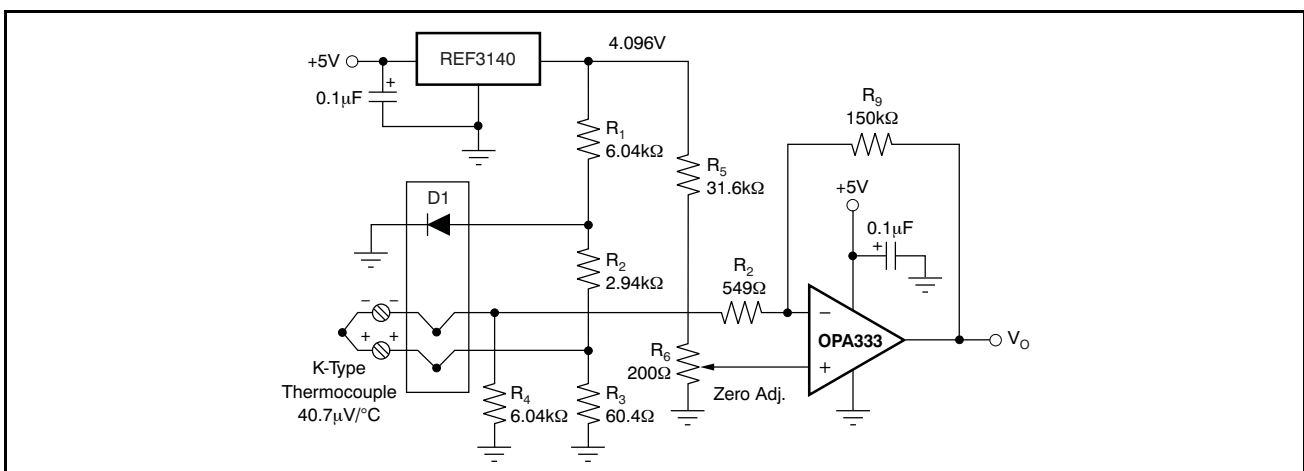 +5V
REF3140
4.096V
+
0.1μF
R1
6.04kΩ
R5
31.6kΩ
R9
150kΩ
+5V
0.1μF
+
D1
R2
2.94kΩ
R2
549Ω
− −
+ +
K-Type
Thermocouple
40.7μV/°C
R4
6.04kΩ
R3
60.4Ω
R6
200Ω
Zero Adj.
−
OPA333
+
VO